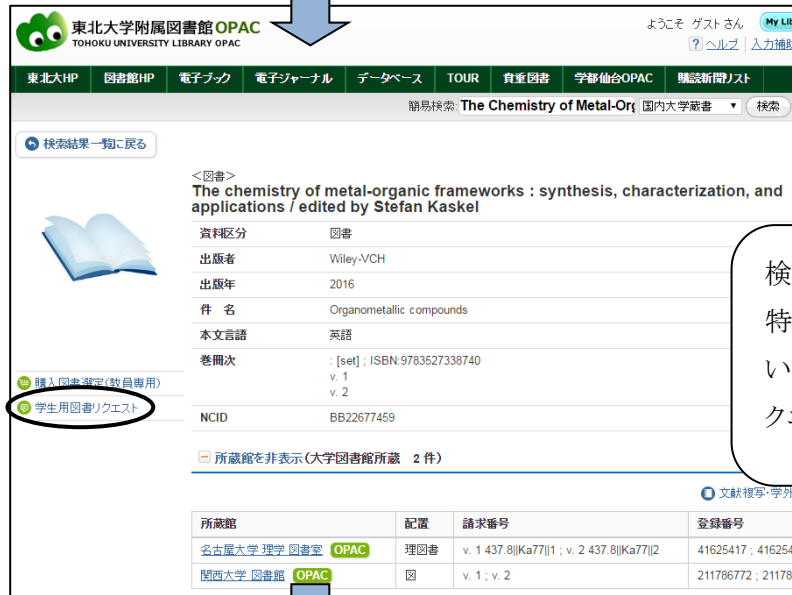 東北大学附属図書館 OPAC
TOHOKU UNIVERSITY LIBRARY OPAC
ようこそ ゲスト さん My Lib
? ヘルプ 入力補助
東北大HP 図書館HP 電子ブック 電子ジャーナル データベース TOUR 貴重図書 学都仙台OPAC 購読新聞リスト
簡易検索: The Chemistry of Metal-Org 国内大学蔵書 ▼ 検索
検索結果一覧に戻る
<図書>
The chemistry of metal-organic frameworks : synthesis, characterization, and
applications / edited by Stefan Kaskel
資料区分 図書
出版者 Wiley-VCH
出版年 2016
件 名 Organometallic compounds
本文言語 英語
巻冊次 : [set] ; ISBN:9783527338740
v. 1
v. 2
NCID BB22677459
購入図書選定(教員専用)
学生用図書リクエスト
検
特
い
ク
所蔵館を非表示(大学図書館所蔵 2 件)
文献複写・学外
所蔵館 配置 請求番号 登録番号
名古屋大学 理学 図書室 OPAC 理図書 v. 1 437.8||Ka77||1 ; v. 2 437.8||Ka77||2 41625417 ; 416254
関西大学 図書館 OPAC 図 v. 1 ; v. 2 211786772 ; 21178